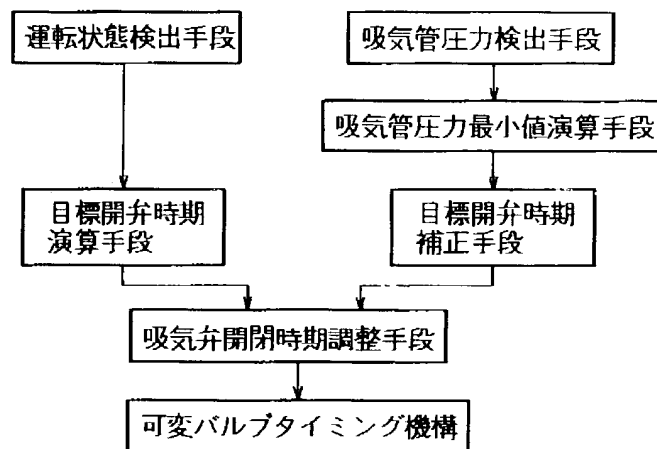 運転状態検出手段
吸気管圧力検出手段
吸気管圧力最小値演算手段
目標開弁時期
演算手段
目標開弁時期
補正手段
吸気弁開閉時期調整手段
可変バルブタイミング機構